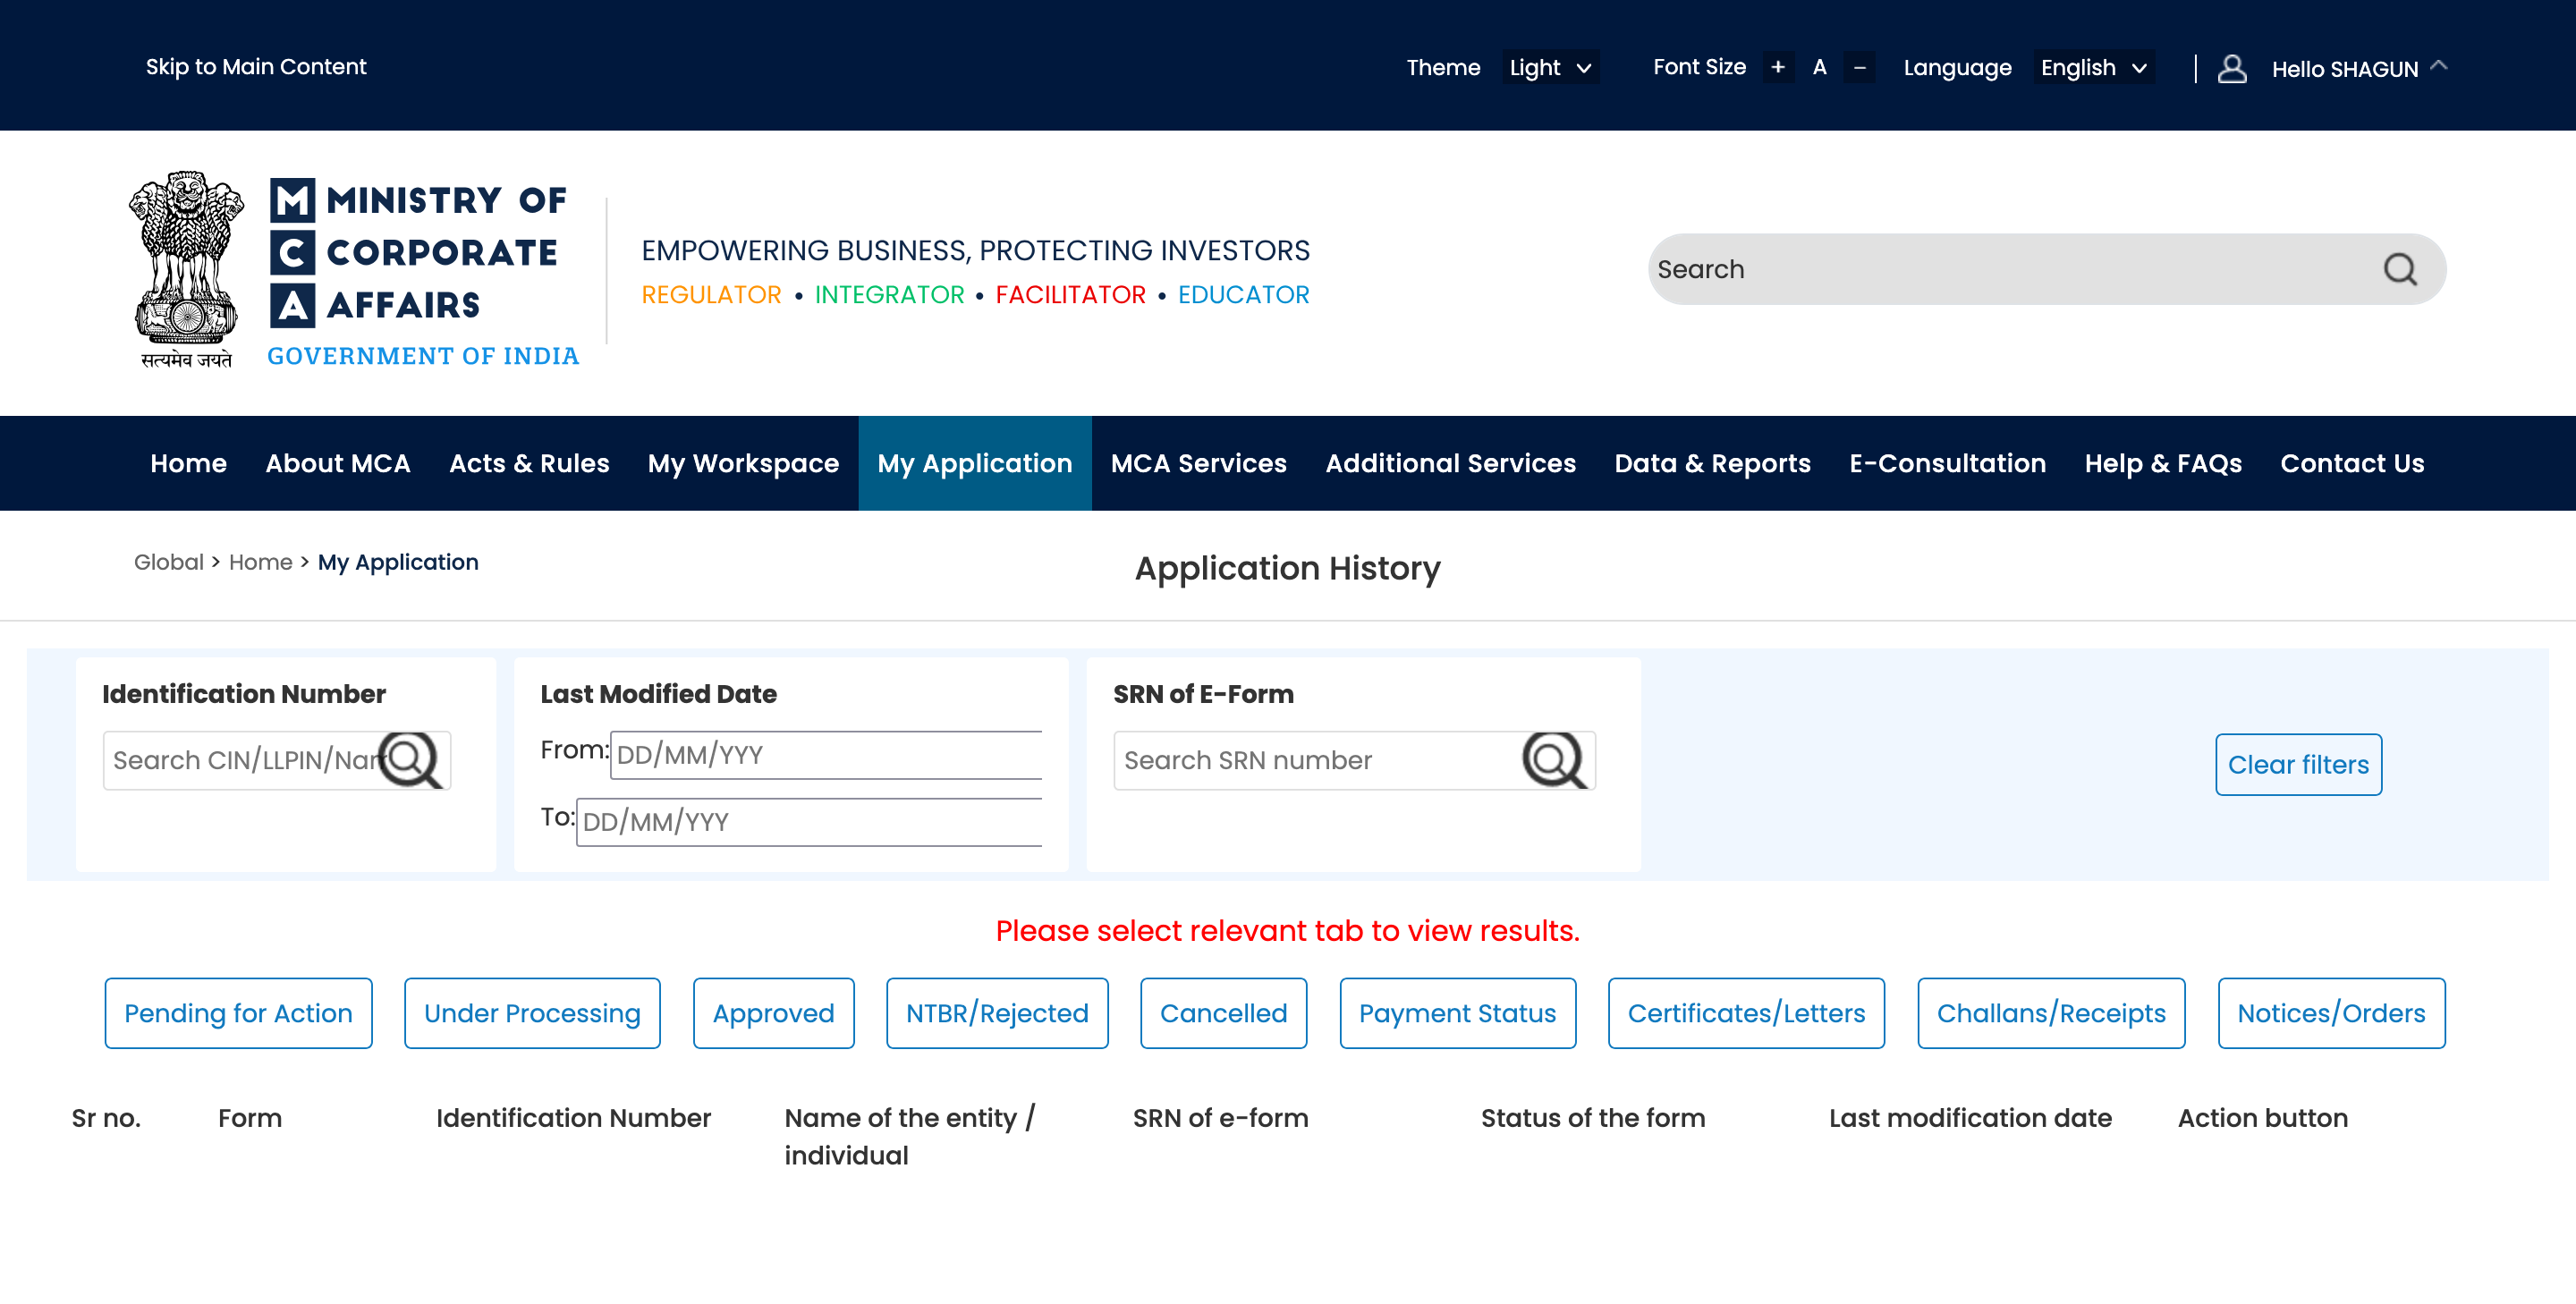 Skip to Main Content
Theme Light Font Size + A - Language English Hello SHAGUN
M MINISTRY OF
C CORPORATE
A AFFAIRS
GOVERNMENT OF INDIA
सत्यमेव जयते
EMPOWERING BUSINESS, PROTECTING INVESTORS
REGULATOR • INTEGRATOR • FACILITATOR • EDUCATOR
Search
Home About MCA Acts & Rules My Workspace My Application MCA Services Additional Services Data & Reports E-Consultation Help & FAQs Contact Us
Global > Home > My Application
Application History
Identification Number
Search CIN/LLPIN/Nam
Last Modified Date
From: DD/MM/YYY
To: DD/MM/YYY
SRN of E-Form
Search SRN number
Clear filters
Please select relevant tab to view results.
Pending for Action Under Processing Approved NTBR/Rejected Cancelled Payment Status Certificates/Letters Challans/Receipts Notices/Orders
Sr no. Form Identification Number Name of the entity / SRN of e-form Status of the form Last modification date Action button
individual